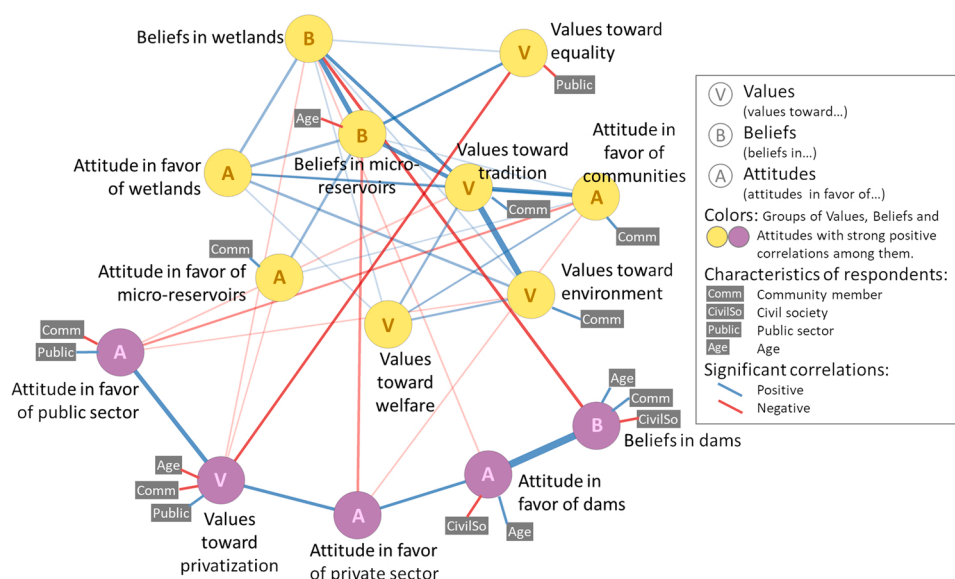 Beliefs in wetlands
B
Values toward
equality
V
Public
Age
B
Beliefs in micro-
reservoirs
Attitude in favor
of wetlands
A
Values toward
tradition
V
Comm
Attitude in
favor of
communities
A
Comm
Comm
Attitude in favor of
micro-reservoirs
A
Values toward
environment
V
Comm
V
Values
toward
welfare
Comm
Public
A
Attitude in favor
of public sector
Age
Comm
Public
V
Values
toward
privatization
A
Attitude in favor
of private sector
A
Attitude in
favor of dams
CivilSo
Age
Age
Comm
CivilSo
B
Beliefs in dams
V Values
(values toward…)
B Beliefs
(beliefs in…)
A Attitudes
(attitudes in favor of…)
Colors: Groups of Values, Beliefs and
Attitudes with strong positive
correlations among them.
Characteristics of respondents:
Comm Community member
CivilSo Civil society
Public Public sector
Age Age
Significant correlations:
Positive
Negative